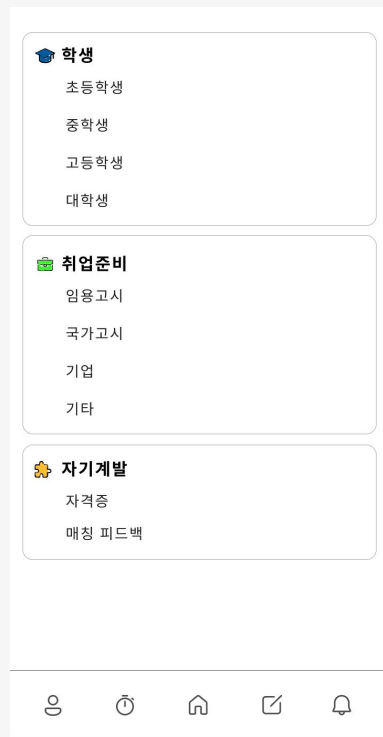 학생
초등학생
중학생
고등학생
대학생
취업준비
임용고시
국가고시
기업
기타
자기계발
자격증
매칭 피드백